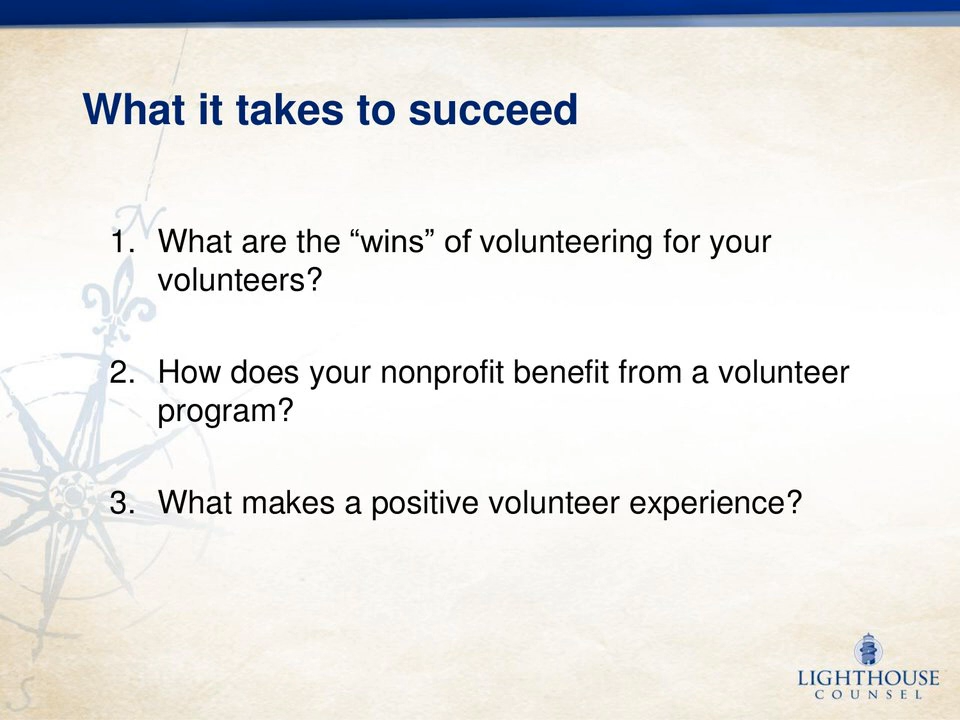 What it takes to succeed
N
1. What are the “wins” of volunteering for your
volunteers?
2. How does your nonprofit benefit from a volunteer
program?
3. What makes a positive volunteer experience?
S
LIGHTHOUSE
COUNSEL